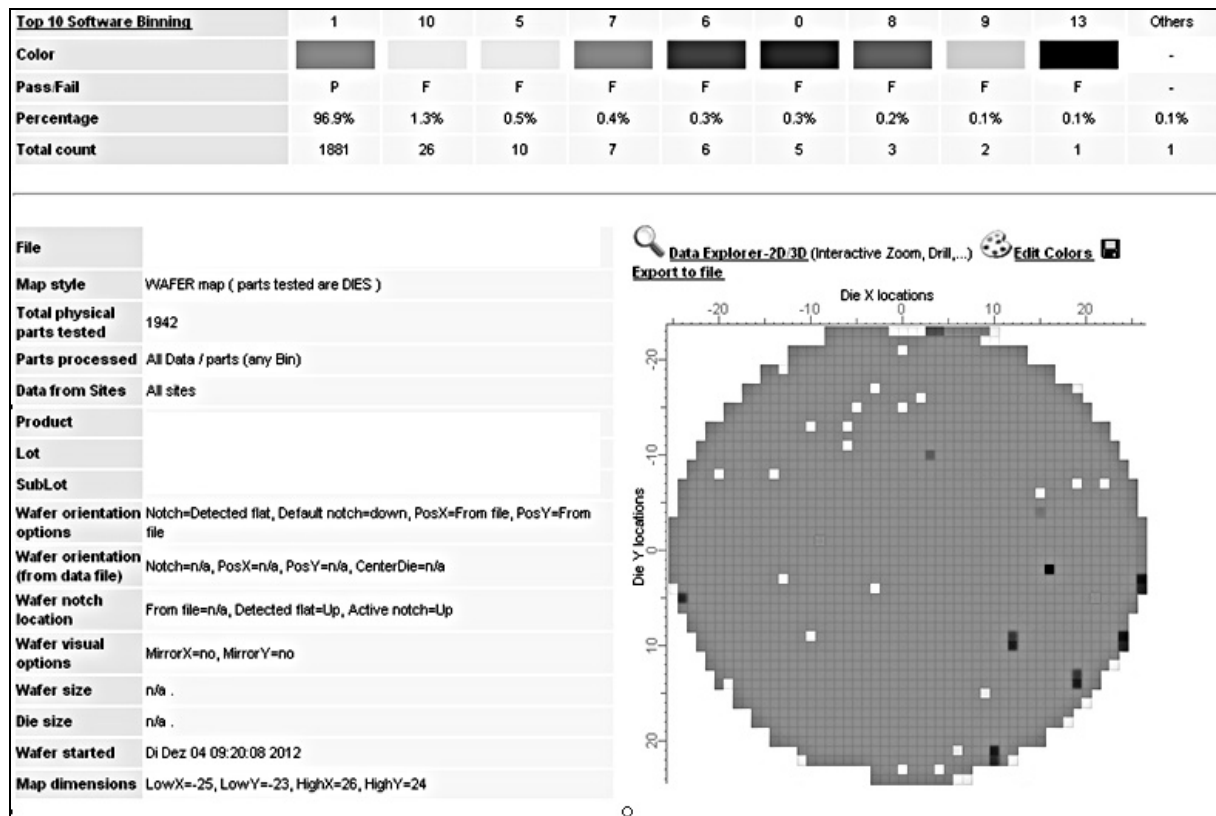 Top 10 Software Binning 1 10 5 7 6 0 8 9 13 Others
Color -
Pass/Fail P F F F F F F F F -
Percentage 96.9% 1.3% 0.5% 0.4% 0.3% 0.3% 0.2% 0.1% 0.1% 0.1%
Total count 1881 26 10 7 6 5 3 2 1 1
File
Map style WAFER map ( parts tested are DIES )
Total physical
parts tested 1942
Parts processed All Data / parts (any Bin)
Data from Sites All sites
Product
Lot
SubLot
Wafer orientation
options Notch=Detected flat, Default notch=down, PosX=From file, PosY=From
file
Wafer orientation
(from data file) Notch=n/a, PosX=n/a, PosY=n/a, CenterDie=n/a
Wafer notch
location From file=n/a, Detected flat=Up, Active notch=Up
Wafer visual
options MirrorX=no, MirrorY=no
Wafer size n/a .
Die size n/a .
Wafer started Di Dez 04 09:20:08 2012
Map dimensions LowX=-25, LowY=-23, HighX=26, HighY=24
Data Explorer-2D/3D (Interactive Zoom, Drill,...) Edit Colors
Export to file
Die X locations
-20 -10 0 10 20
Die Y locations
-20
-10
0
10
20